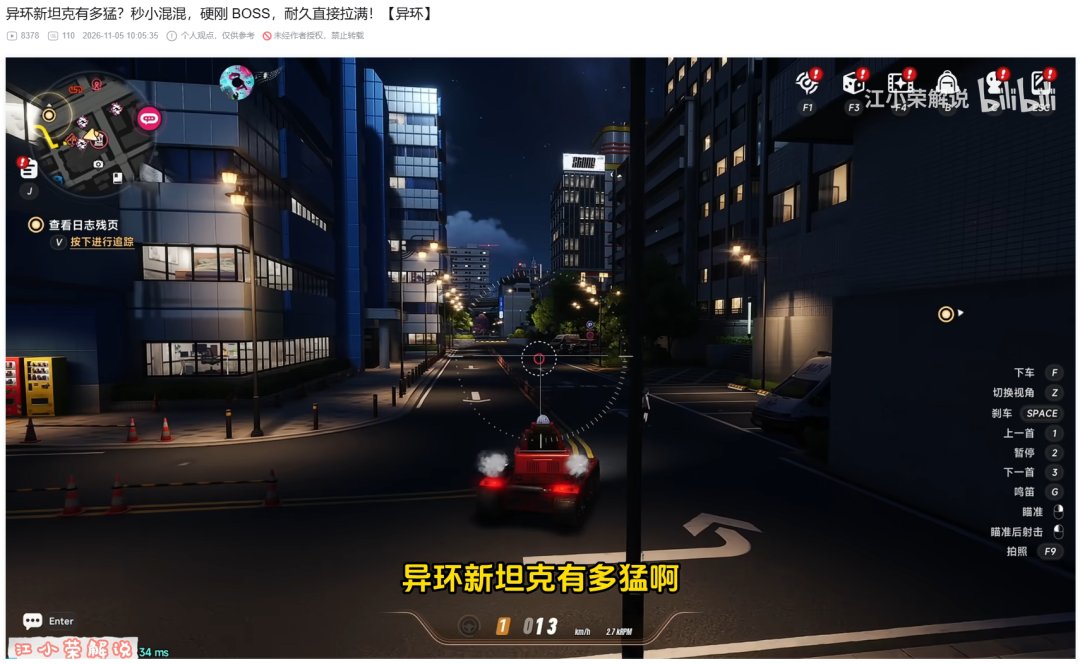 异环新坦克有多猛？秒小混混，硬刚 BOSS，耐久直接拉满！【异环】
8378 110 2026-11-05 10:05:35 个人观点，仅供参考 未经作者授权，禁止转载
F1 F3 F4
江小荣解说 bilibili
J
查看日志残页
V 按下进行追踪
下车 F
切换视角 Z
刹车 SPACE
上一首 1
暂停 2
下一首 3
鸣笛 G
瞄准
瞄准后射击
拍照 F9
异环新坦克有多猛啊
Enter
1 013 km/h 2.7 kRPM
江小荣解说 34 ms